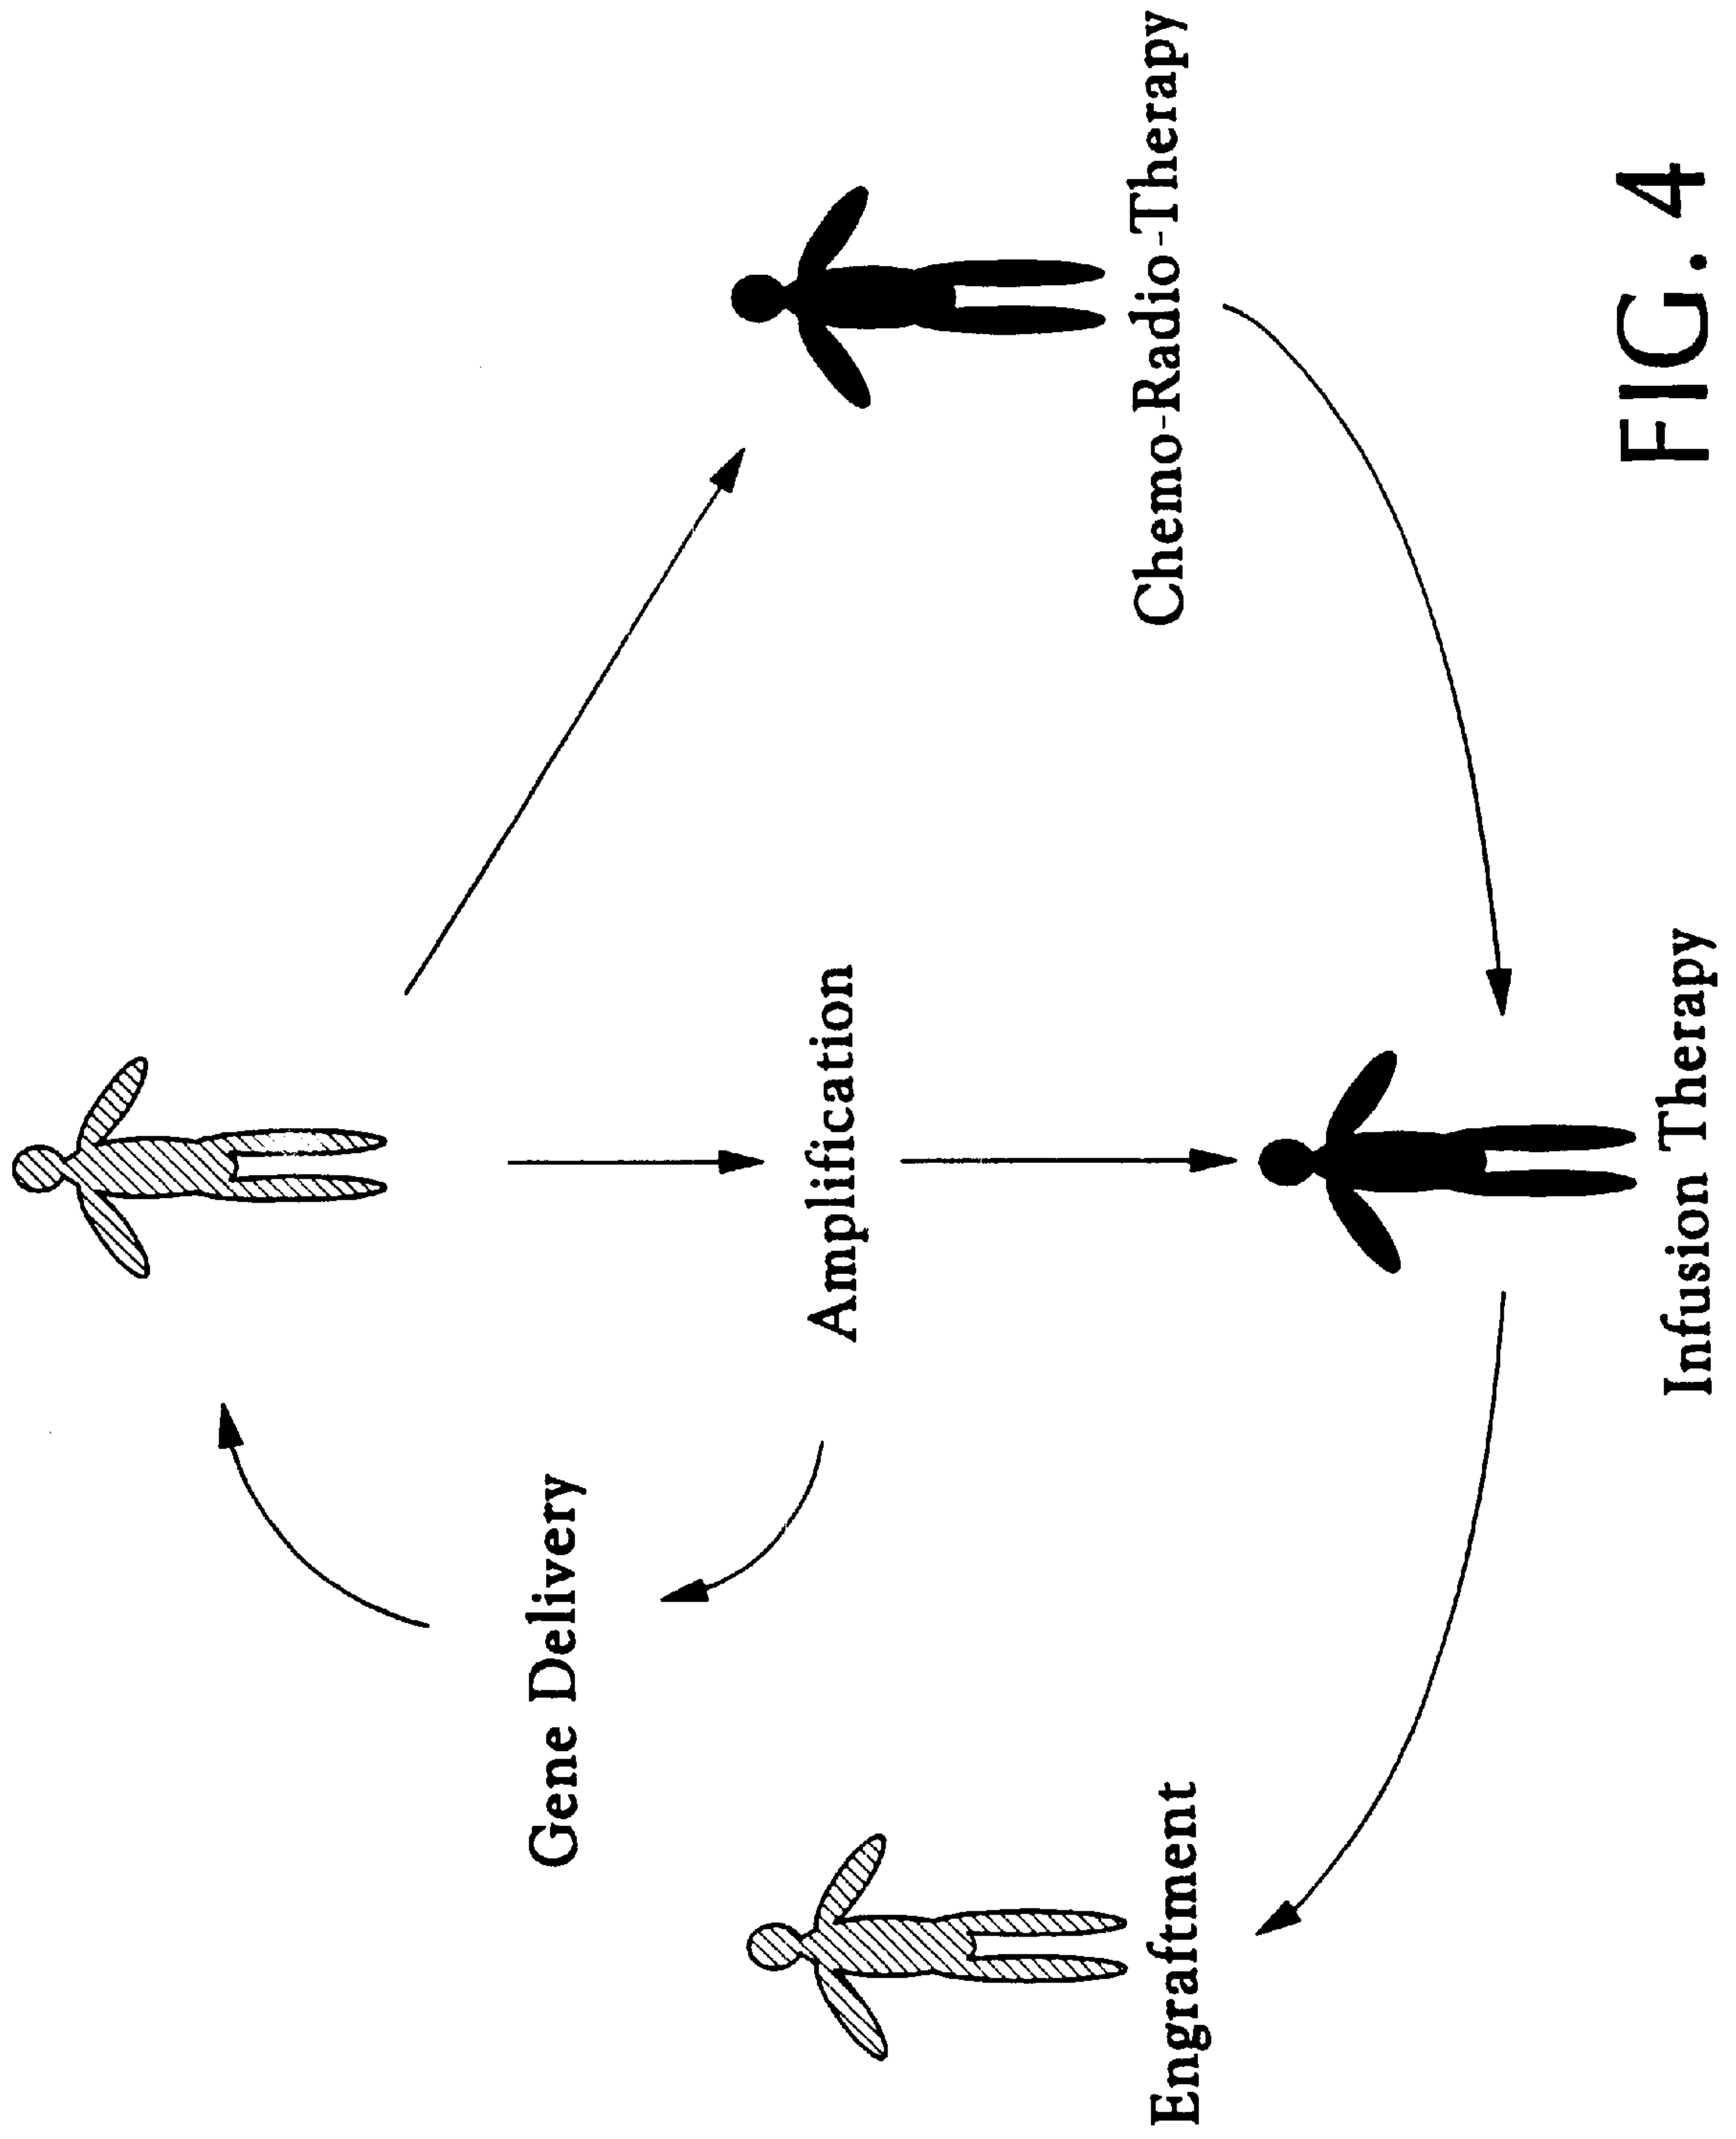 Gene Delivery
Amplification
Engraftment
Chemo-Radio-Therapy
Infusion Therapy
FIG. 4